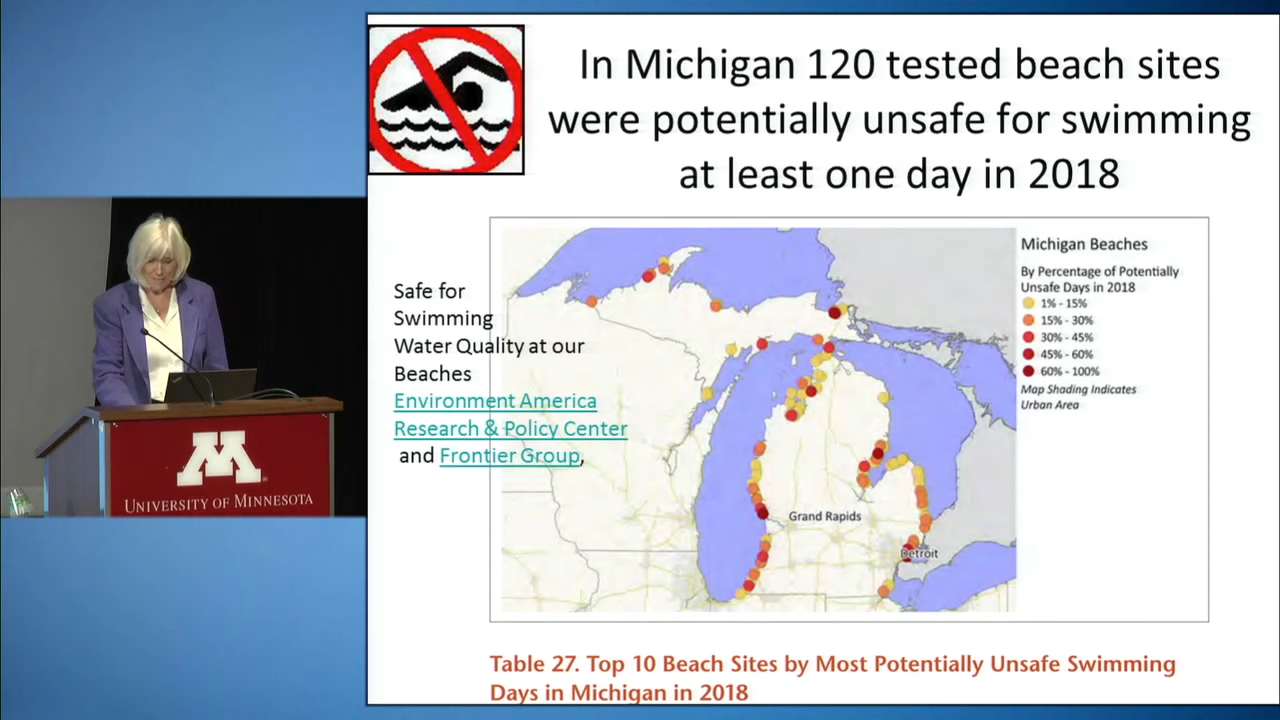 In Michigan 120 tested beach sites
were potentially unsafe for swimming
at least one day in 2018
Safe for
Swimming
Water Quality at our
Beaches
Environment America
Research & Policy Center
and Frontier Group,
Michigan Beaches
By Percentage of Potentially
Unsafe Days in 2018
1% - 15%
15% - 30%
30% - 45%
45% - 60%
60% - 100%
Map Shading Indicates
Urban Area
Grand Rapids
Detroit
Table 27. Top 10 Beach Sites by Most Potentially Unsafe Swimming
Days in Michigan in 2018
M
UNIVERSITY OF MINNESOTA